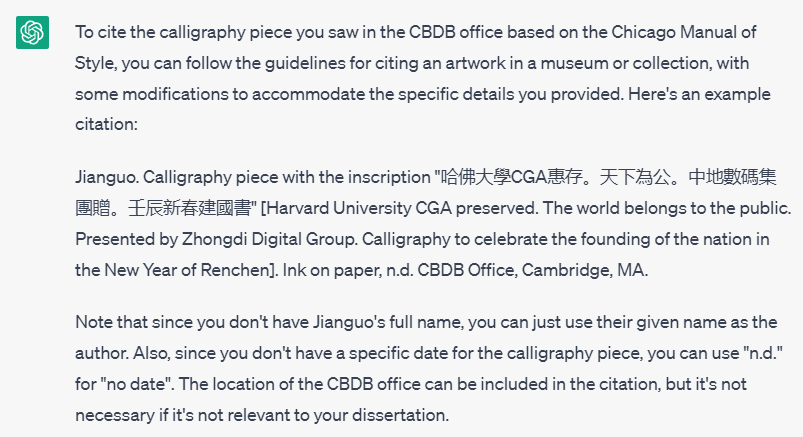 To cite the calligraphy piece you saw in the CBDB office based on the Chicago Manual of
Style, you can follow the guidelines for citing an artwork in a museum or collection, with
some modifications to accommodate the specific details you provided. Here's an example
citation:
Jianguo. Calligraphy piece with the inscription "哈佛大學CGA惠存。天下為公。中地數碼集
團贈。壬辰新春建國書" [Harvard University CGA preserved. The world belongs to the public.
Presented by Zhongdi Digital Group. Calligraphy to celebrate the founding of the nation in
the New Year of Renchen]. Ink on paper, n.d. CBDB Office, Cambridge, MA.
Note that since you don't have Jianguo's full name, you can just use their given name as the
author. Also, since you don't have a specific date for the calligraphy piece, you can use "n.d."
for "no date". The location of the CBDB office can be included in the citation, but it's not
necessary if it's not relevant to your dissertation.